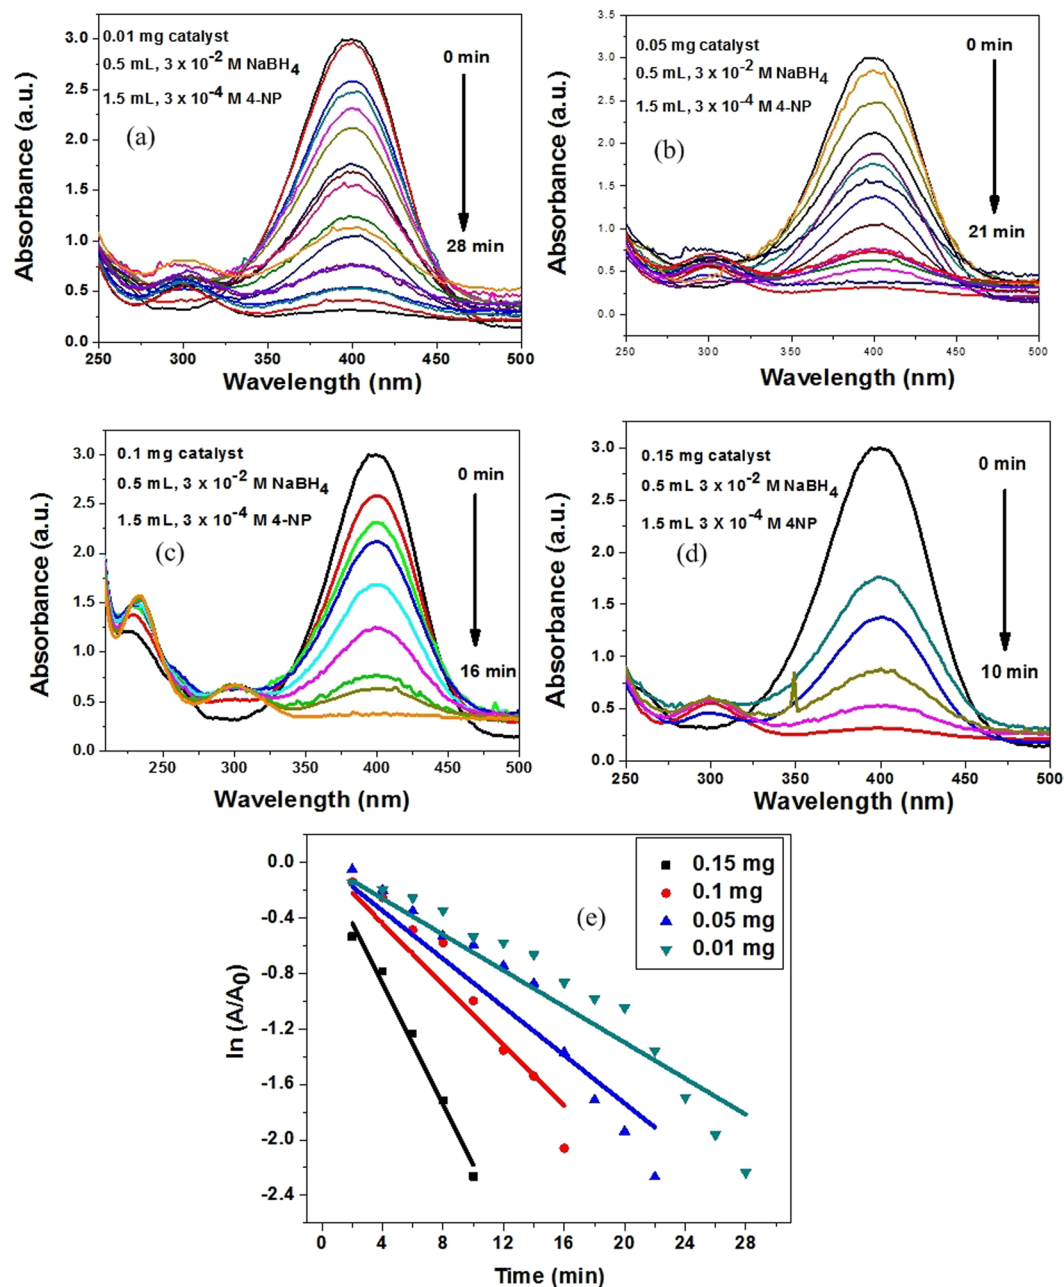 0.01 mg catalyst
0.5 mL, 3 x 10⁻² M NaBH₄
1.5 mL, 3 x 10⁻⁴ M 4-NP
(a)
0 min
28 min
Absorbance (a.u.)
3.0
2.5
2.0
1.5
1.0
0.5
0.0
250 300 350 400 450 500
Wavelength (nm)
0.05 mg catalyst
0.5 mL, 3 x 10⁻² M NaBH₄
1.5 mL, 3 x 10⁻⁴ M 4-NP
(b)
0 min
21 min
Absorbance (a.u.)
3.5
3.0
2.5
2.0
1.5
1.0
0.5
0.0
250 300 350 400 450 500
Wavelength (nm)
0.1 mg catalyst
0.5 mL, 3 x 10⁻² M NaBH₄
1.5 mL, 3 x 10⁻⁴ M 4-NP
(c)
0 min
16 min
Absorbance (a.u.)
3.0
2.5
2.0
1.5
1.0
0.5
0.0
250 300 350 400 450 500
Wavelength (nm)
0.15 mg catalyst
0.5 mL 3 x 10⁻² M NaBH₄
1.5 mL 3 X 10⁻⁴ M 4NP
(d)
0 min
10 min
Absorbance (a.u.)
3.0
2.5
2.0
1.5
1.0
0.5
0.0
250 300 350 400 450 500
Wavelength (nm)
(e)
0.15 mg
0.1 mg
0.05 mg
0.01 mg
ln (A/A₀)
0.0
-0.4
-0.8
-1.2
-1.6
-2.0
-2.4
0 4 8 12 16 20 24 28
Time (min)